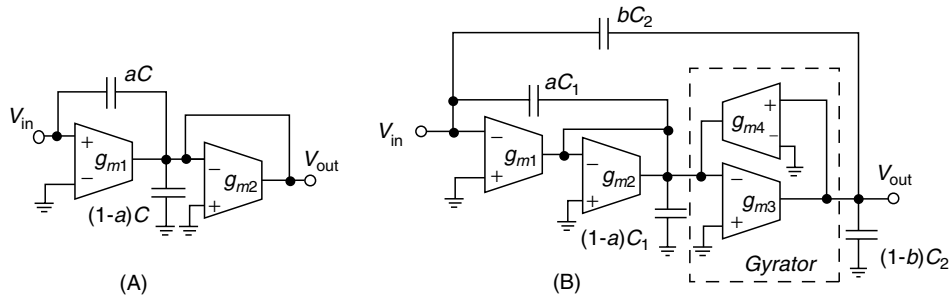 aC
V_in
+
−
g_m1
−
+
g_m2
V_out
(1-a)C
(A)
bC_2
aC_1
V_in
−
+
g_m1
−
+
g_m2
(1-a)C_1
+
−
g_m4
−
+
g_m3
Gyrator
V_out
(1-b)C_2
(B)